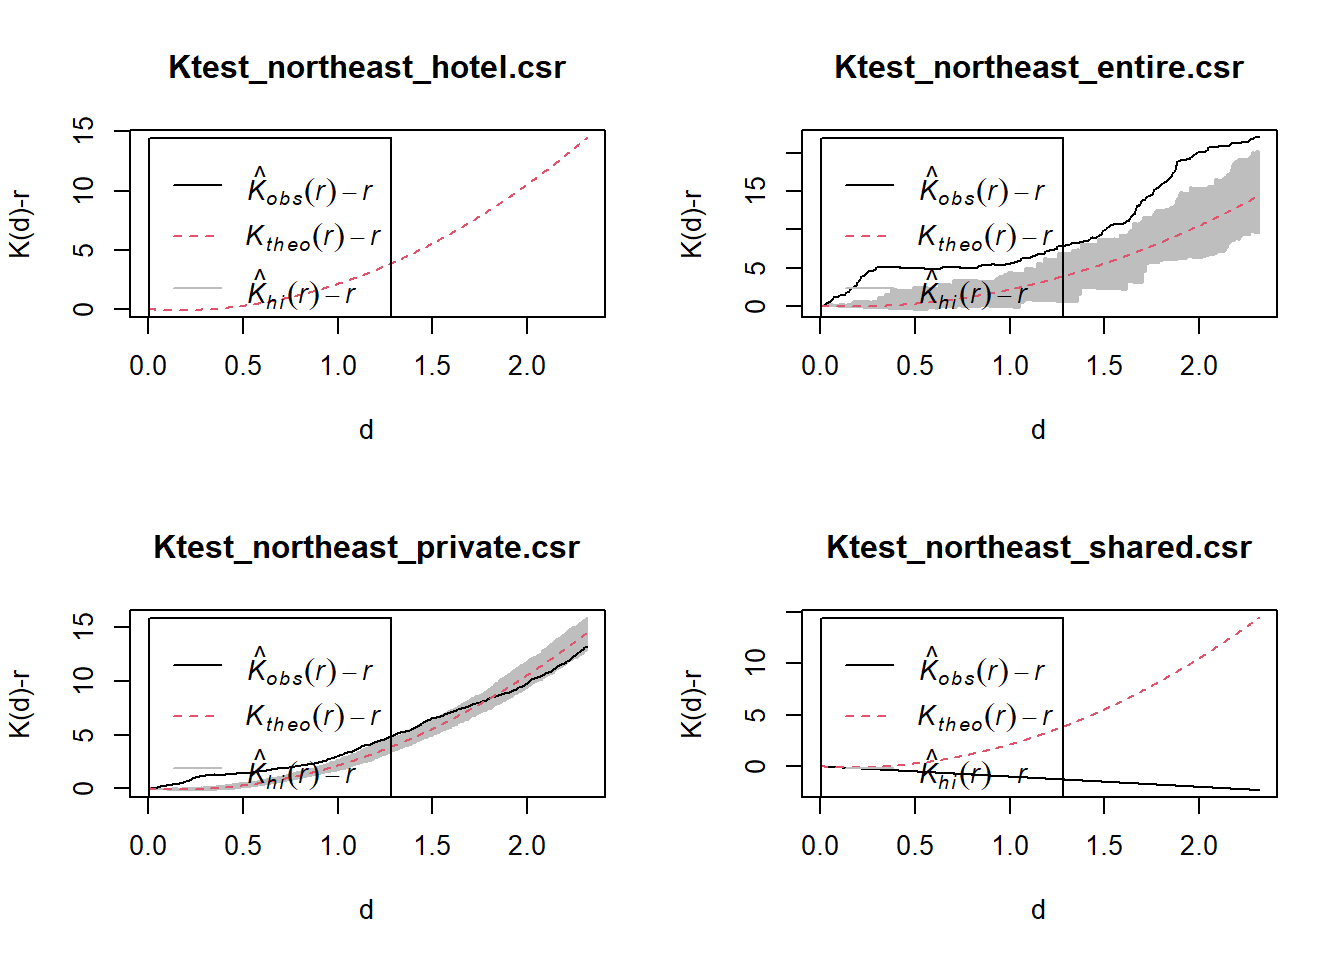 Ktest_northeast_hotel.csr
K(d)-r
15
10
5
0
K̂obs(r) − r
Ktheo(r) − r
K̂hi(r) − r
0.0 0.5 1.0 1.5 2.0
d
Ktest_northeast_entire.csr
K(d)-r
15
5
0
K̂obs(r) − r
Ktheo(r) − r
K̂hi(r) − r
0.0 0.5 1.0 1.5 2.0
d
Ktest_northeast_private.csr
K(d)-r
15
10
5
0
K̂obs(r) − r
Ktheo(r) − r
K̂hi(r) − r
0.0 0.5 1.0 1.5 2.0
d
Ktest_northeast_shared.csr
K(d)-r
10
5
0
K̂obs(r) − r
Ktheo(r) − r
K̂hi(r) − r
0.0 0.5 1.0 1.5 2.0
d